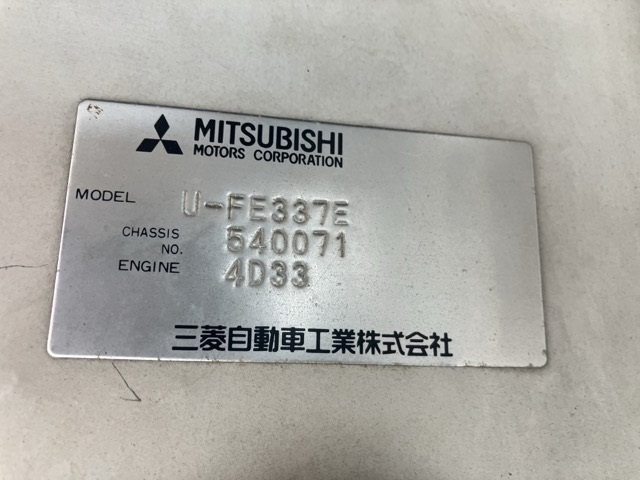 MITSUBISHI
MOTORS CORPORATION
MODEL U-FE337E
CHASSIS NO. 540071
ENGINE 4D33
三菱自動車工業株式会社